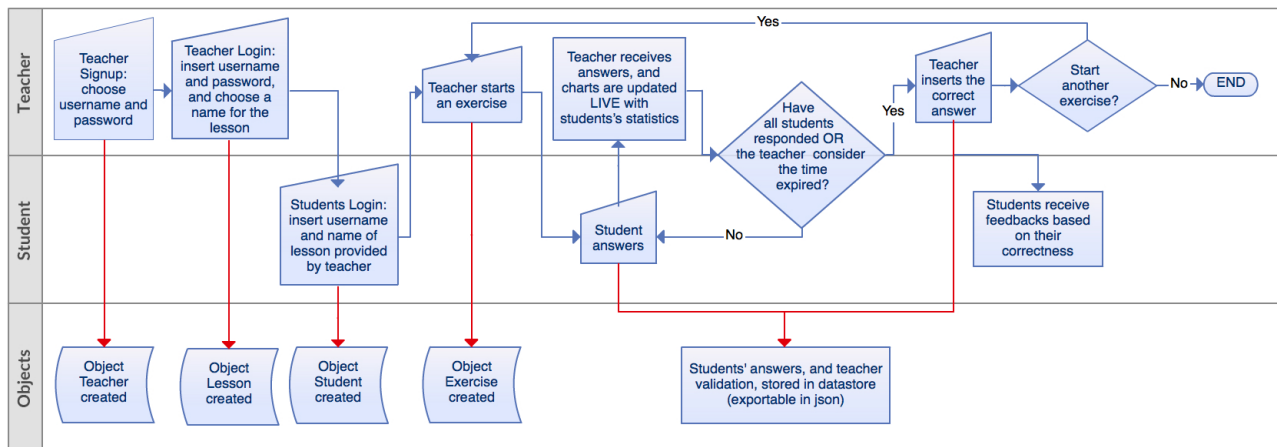 Teacher
Teacher
Signup:
choose
username and
password
Teacher Login:
insert username
and password,
and choose a
name for the
lesson
Teacher starts
an exercise
Teacher receives
answers, and
charts are updated
LIVE with
students's statistics
Have
all students
responded OR
the teacher consider
the time
expired?
Yes
Teacher
inserts the
correct
answer
Yes
Start
another
exercise?
No
END
Student
Students Login:
insert username
and name of
lesson provided
by teacher
Student
answers
No
Students receive
feedbacks based
on their
correctness
Objects
Object
Teacher
created
Object
Lesson
created
Object
Student
created
Object
Exercise
created
Students' answers, and teacher
validation, stored in datastore
(exportable in json)